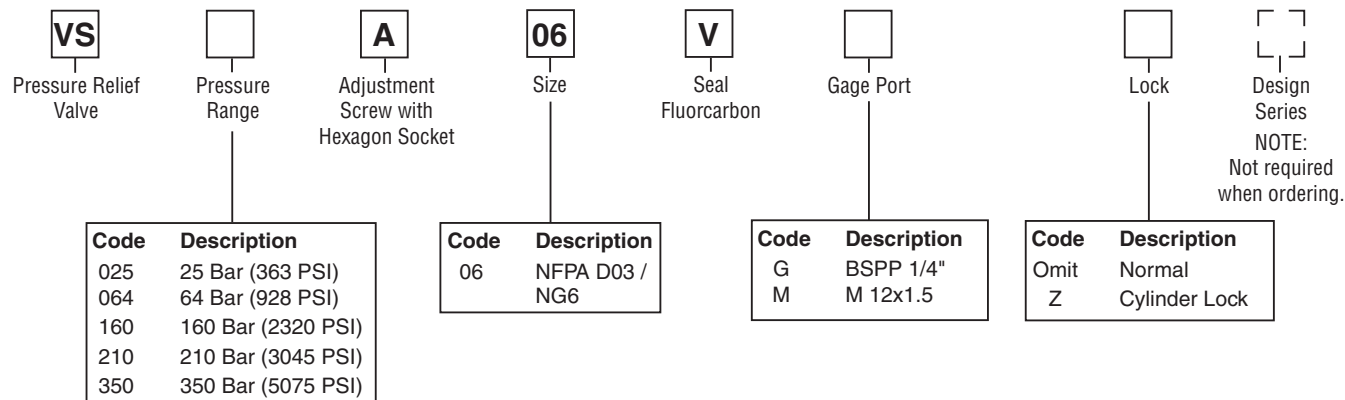 VS
A
06
V
Pressure Relief
Valve
Pressure
Range
Adjustment
Screw with
Hexagon Socket
Size
Seal
Fluorcarbon
Gage Port
Lock
Design
Series
NOTE:
Not required
when ordering.
Code Description
025 25 Bar (363 PSI)
064 64 Bar (928 PSI)
160 160 Bar (2320 PSI)
210 210 Bar (3045 PSI)
350 350 Bar (5075 PSI)
Code Description
06 NFPA D03 /
NG6
Code Description
G BSPP 1/4"
M M 12x1.5
Code Description
Omit Normal
Z Cylinder Lock